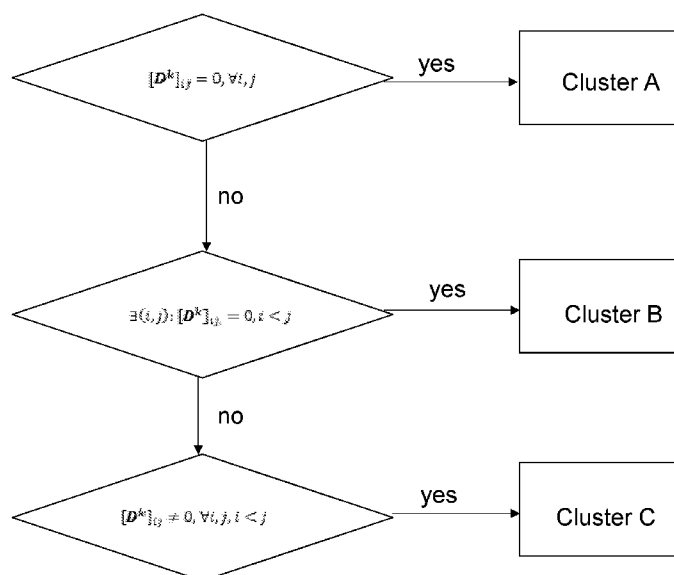 [D^k]_{ij} = 0, ∀i, j
yes
Cluster A
no
∃(i, j): [D^k]_{ij} = 0, i < j
yes
Cluster B
no
[D^k]_{ij} ≠ 0, ∀i, j, i < j
yes
Cluster C